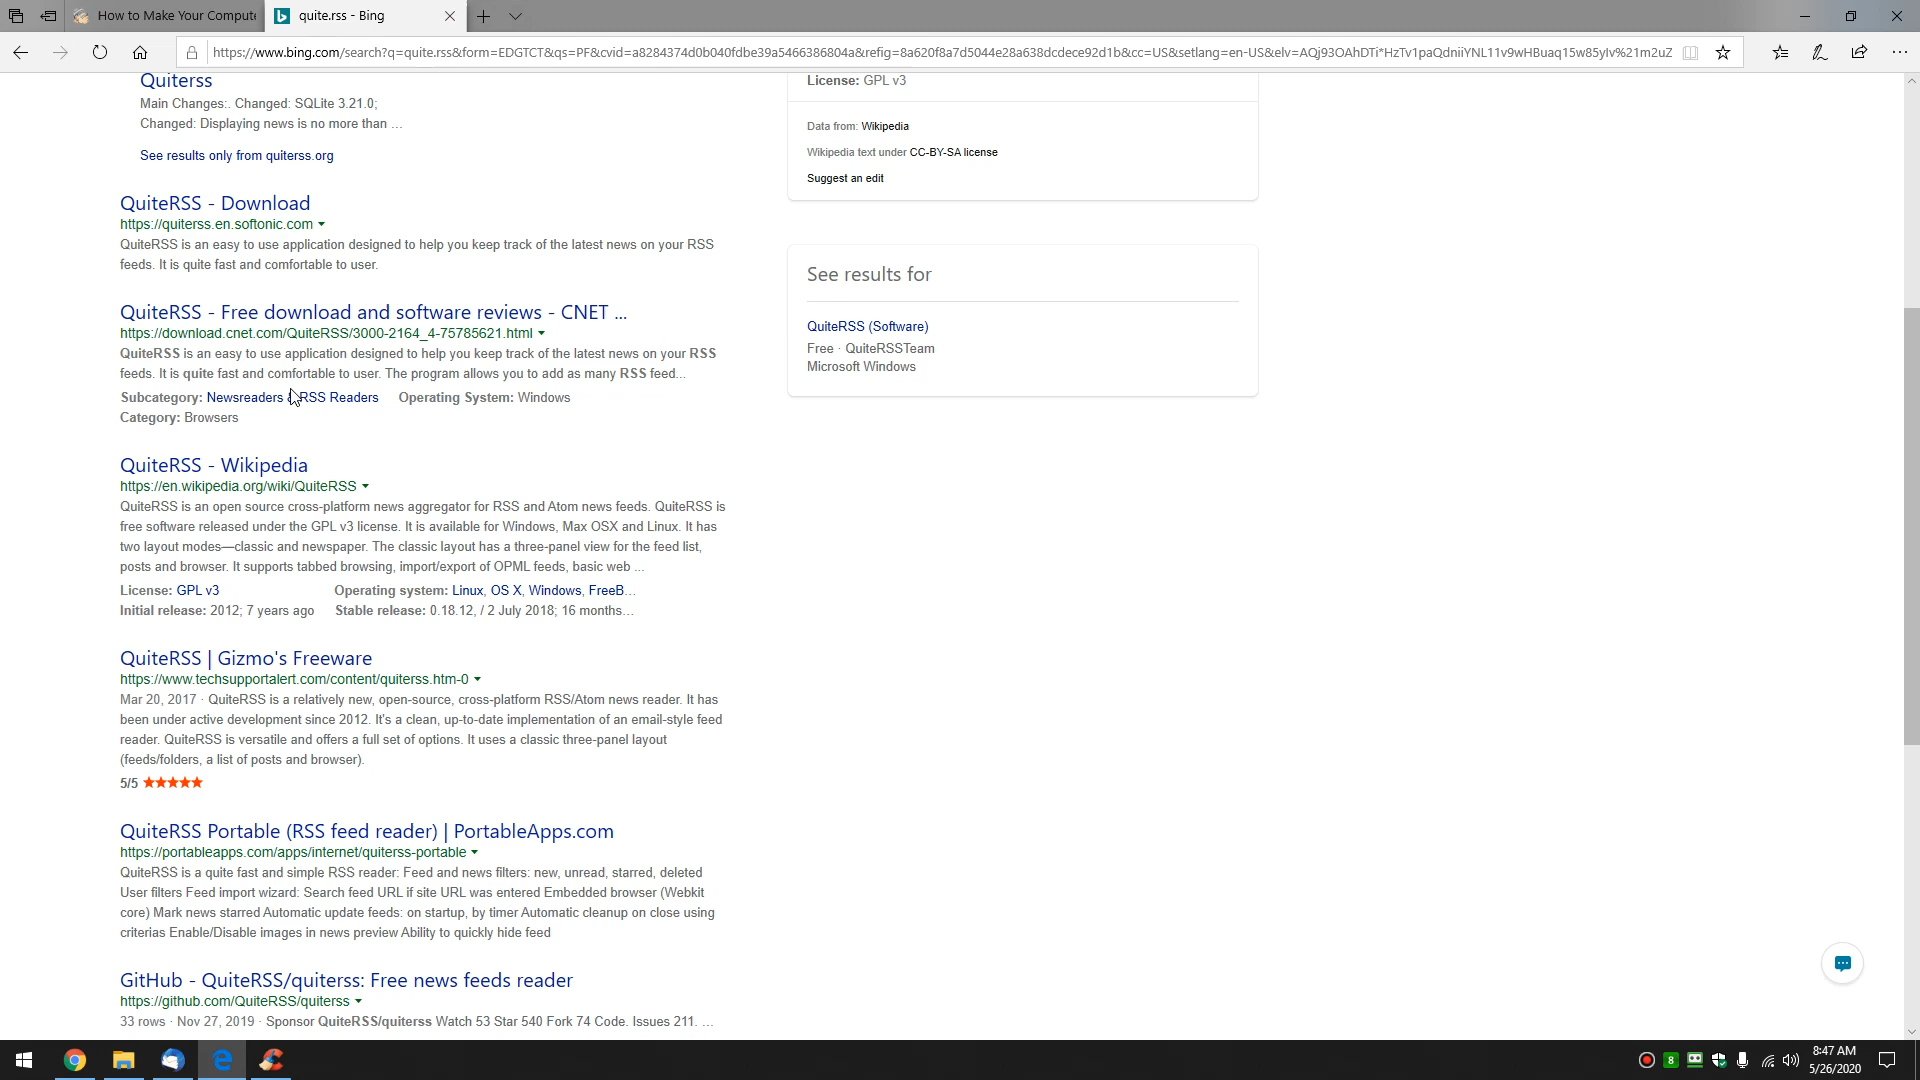 How to Make Your Compute
quite.rss - Bing
https://www.bing.com/search?q=quite.rss&form=EDGTCT&qs=PF&cvid=a8284374d0b040fdbe39a5466386804a&refig=8a620f8a7d5044e28a638dcdece92d1b&cc=US&setlang=en-US&elv=AQj93OAhDTi*HzTv1paQdniiYNL11v9wHBuaq15w85ylv%21m2uZ
Quiterss
Main Changes:. Changed: SQLite 3.21.0;
Changed: Displaying news is no more than ...
See results only from quiterss.org
QuiteRSS - Download
https://quiterss.en.softonic.com
QuiteRSS is an easy to use application designed to help you keep track of the latest news on your RSS
feeds. It is quite fast and comfortable to user.
QuiteRSS - Free download and software reviews - CNET ...
https://download.cnet.com/QuiteRSS/3000-2164_4-75785621.html
QuiteRSS is an easy to use application designed to help you keep track of the latest news on your RSS
feeds. It is quite fast and comfortable to user. The program allows you to add as many RSS feed...
Subcategory: Newsreaders & RSS Readers Operating System: Windows
Category: Browsers
QuiteRSS - Wikipedia
https://en.wikipedia.org/wiki/QuiteRSS
QuiteRSS is an open source cross-platform news aggregator for RSS and Atom news feeds. QuiteRSS is
free software released under the GPL v3 license. It is available for Windows, Max OSX and Linux. It has
two layout modes—classic and newspaper. The classic layout has a three-panel view for the feed list,
posts and browser. It supports tabbed browsing, import/export of OPML feeds, basic web ...
License: GPL v3 Operating system: Linux, OS X, Windows, FreeB...
Initial release: 2012; 7 years ago Stable release: 0.18.12, / 2 July 2018; 16 months...
QuiteRSS | Gizmo's Freeware
https://www.techsupportalert.com/content/quiterss.htm-0
Mar 20, 2017 · QuiteRSS is a relatively new, open-source, cross-platform RSS/Atom news reader. It has
been under active development since 2012. It's a clean, up-to-date implementation of an email-style feed
reader. QuiteRSS is versatile and offers a full set of options. It uses a classic three-panel layout
(feeds/folders, a list of posts and browser).
5/5
QuiteRSS Portable (RSS feed reader) | PortableApps.com
https://portableapps.com/apps/internet/quiterss-portable
QuiteRSS is a quite fast and simple RSS reader: Feed and news filters: new, unread, starred, deleted
User filters Feed import wizard: Search feed URL if site URL was entered Embedded browser (Webkit
core) Mark news starred Automatic update feeds: on startup, by timer Automatic cleanup on close using
criterias Enable/Disable images in news preview Ability to quickly hide feed
GitHub - QuiteRSS/quiterss: Free news feeds reader
https://github.com/QuiteRSS/quiterss
33 rows · Nov 27, 2019 · Sponsor QuiteRSS/quiterss Watch 53 Star 540 Fork 74 Code. Issues 211. ...
License: GPL v3
Data from: Wikipedia
Wikipedia text under CC-BY-SA license
Suggest an edit
See results for
QuiteRSS (Software)
Free · QuiteRSSTeam
Microsoft Windows
8
8:47 AM
5/26/2020